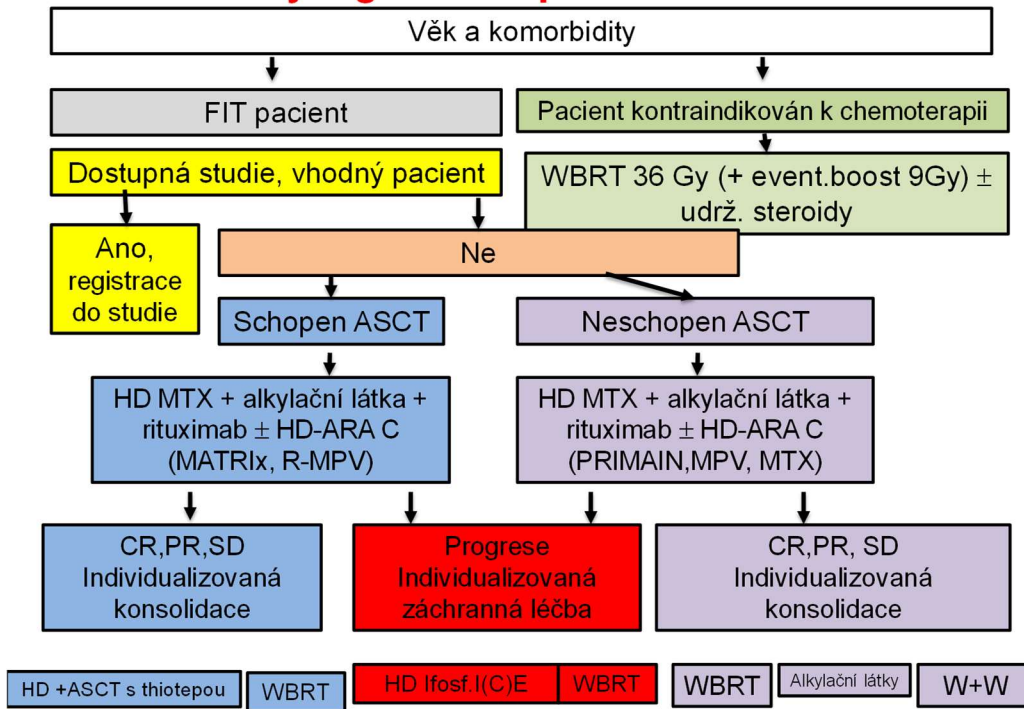 Věk a komorbidity
FIT pacient
Pacient kontraindikován k chemoterapii
Dostupná studie, vhodný pacient
WBRT 36 Gy (+ event.boost 9Gy) ±
udrž. steroidy
Ano,
registrace
do studie
Ne
Schopen ASCT
Neschopen ASCT
HD MTX + alkylační látka +
rituximab ± HD-ARA C
(MATRIx, R-MPV)
HD MTX + alkylační látka +
rituximab ± HD-ARA C
(PRIMAIN,MPV, MTX)
CR,PR,SD
Individualizovaná
konsolidace
Progrese
Individualizovaná
záchranná léčba
CR,PR, SD
Individualizovaná
konsolidace
HD +ASCT s thiotepou
WBRT
HD Ifosf.I(C)E
WBRT
WBRT
Alkylační látky
W+W